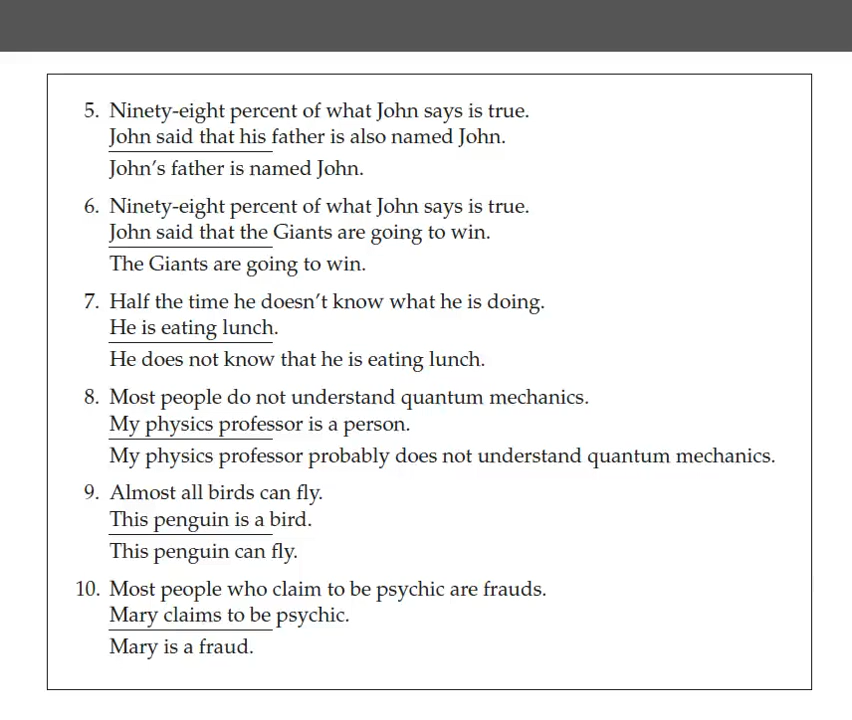 5. Ninety-eight percent of what John says is true.
John said that his father is also named John.
John’s father is named John.
6. Ninety-eight percent of what John says is true.
John said that the Giants are going to win.
The Giants are going to win.
7. Half the time he doesn’t know what he is doing.
He is eating lunch.
He does not know that he is eating lunch.
8. Most people do not understand quantum mechanics.
My physics professor is a person.
My physics professor probably does not understand quantum mechanics.
9. Almost all birds can fly.
This penguin is a bird.
This penguin can fly.
10. Most people who claim to be psychic are frauds.
Mary claims to be psychic.
Mary is a fraud.